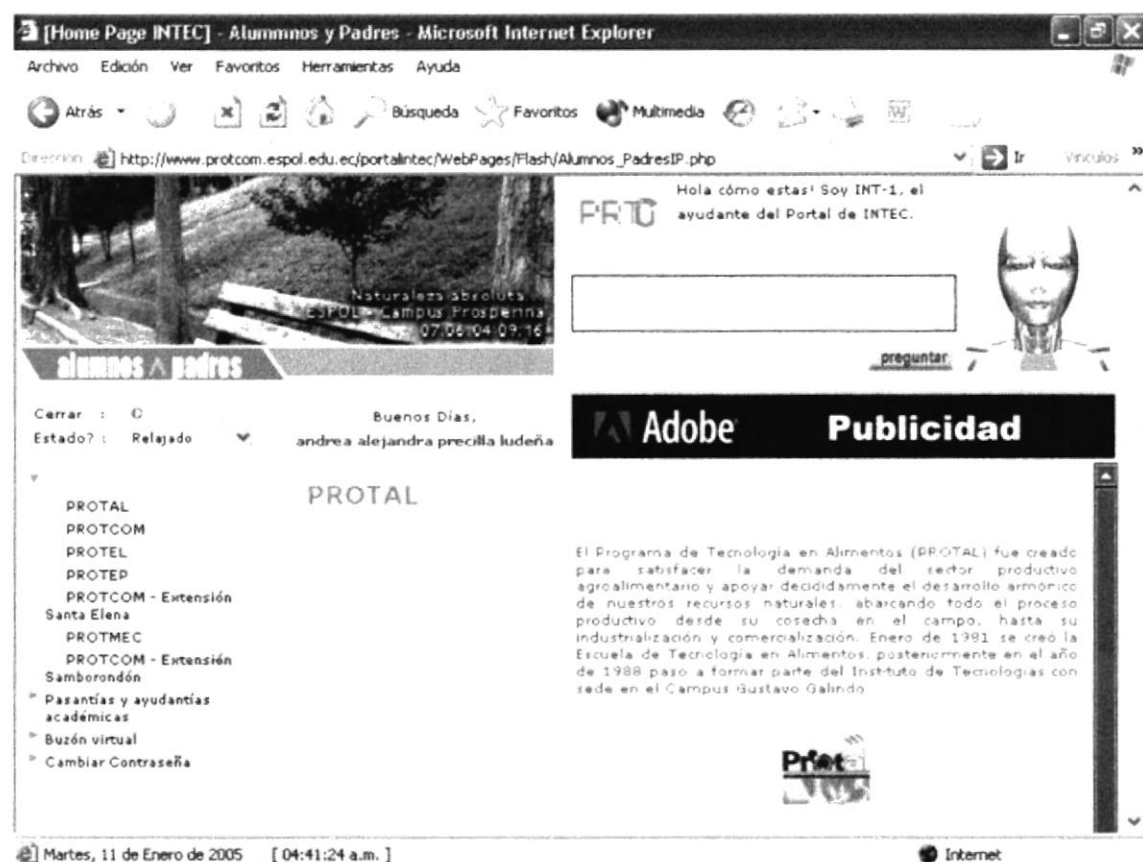 [Home Page INTEC] - Alummnos y Padres - Microsoft Internet Explorer
Archivo Edición Ver Favoritos Herramientas Ayuda
Atrás Búsqueda Favoritos Multimedia
Dirección http://www.protcom.espol.edu.ec/portalintec/WebPages/Flash/Alumnos_PadresIP.php Ir Vínculos »
Naturaleza absoluta
ESPOL - Campus Prosperina
07.08.04.09.16
alumnos ^ padres
Hola cómo estas! Soy INT-1, el
ayudante del Portal de INTEC.
preguntar
Cerrar :
Estado? : Relajado
Buenos Días,
andrea alejandra precilla ludeña
Adobe Publicidad
PROTAL
PROTCOM
PROTEL
PROTEP
PROTCOM - Extensión
Santa Elena
PROTMEC
PROTCOM - Extensión
Samborondón
Pasantías y ayudantías
académicas
Buzón virtual
Cambiar Contraseña
PROTAL
El Programa de Tecnología en Alimentos (PROTAL) fue creado
para satisfacer la demanda del sector productivo
agroalimentario y apoyar decididamente el desarrollo armónico
de nuestros recursos naturales, abarcando todo el proceso
productivo desde su cosecha en el campo, hasta su
industrialización y comercialización. Enero de 1981 se creó la
Escuela de Tecnología en Alimentos, posteriormente en el año
de 1988 paso a formar parte del Instituto de Tecnologías con
sede en el Campus Gustavo Galindo
Martes, 11 de Enero de 2005 [ 04:41:24 a.m. ] Internet